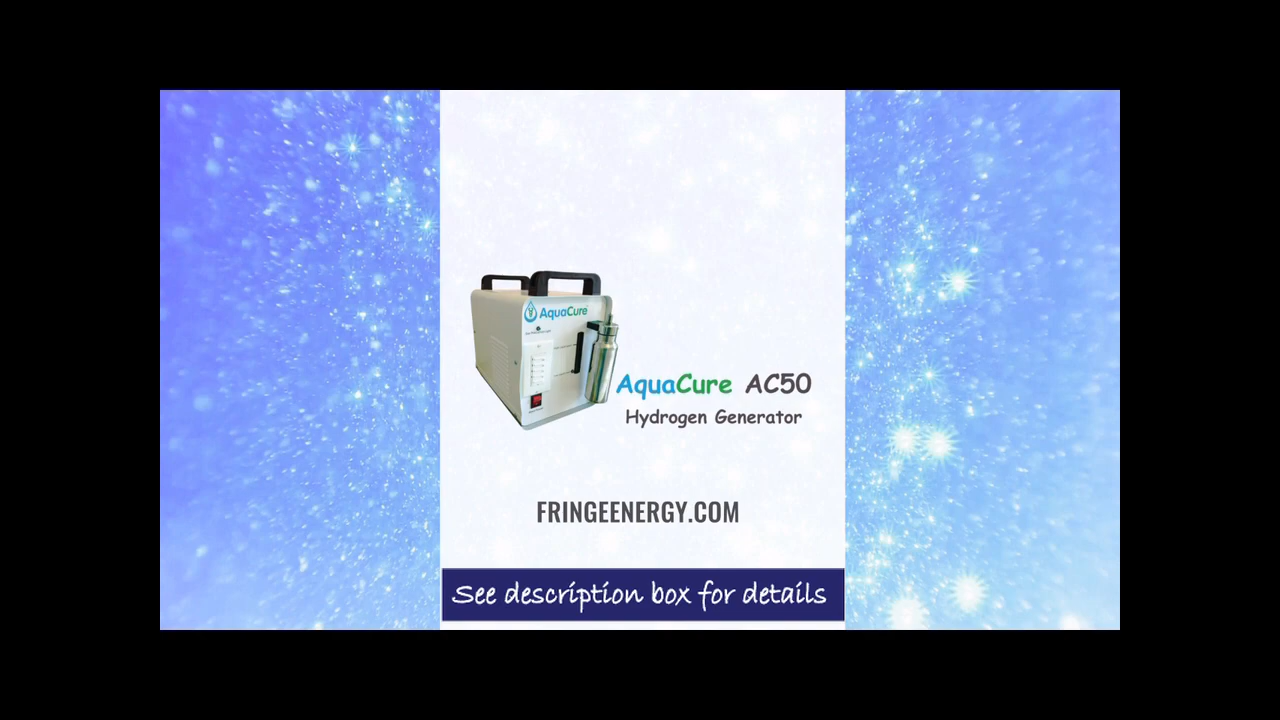 AquaCure
AquaCure AC50
Hydrogen Generator
FRINGEENERGY.COM
See description box for details